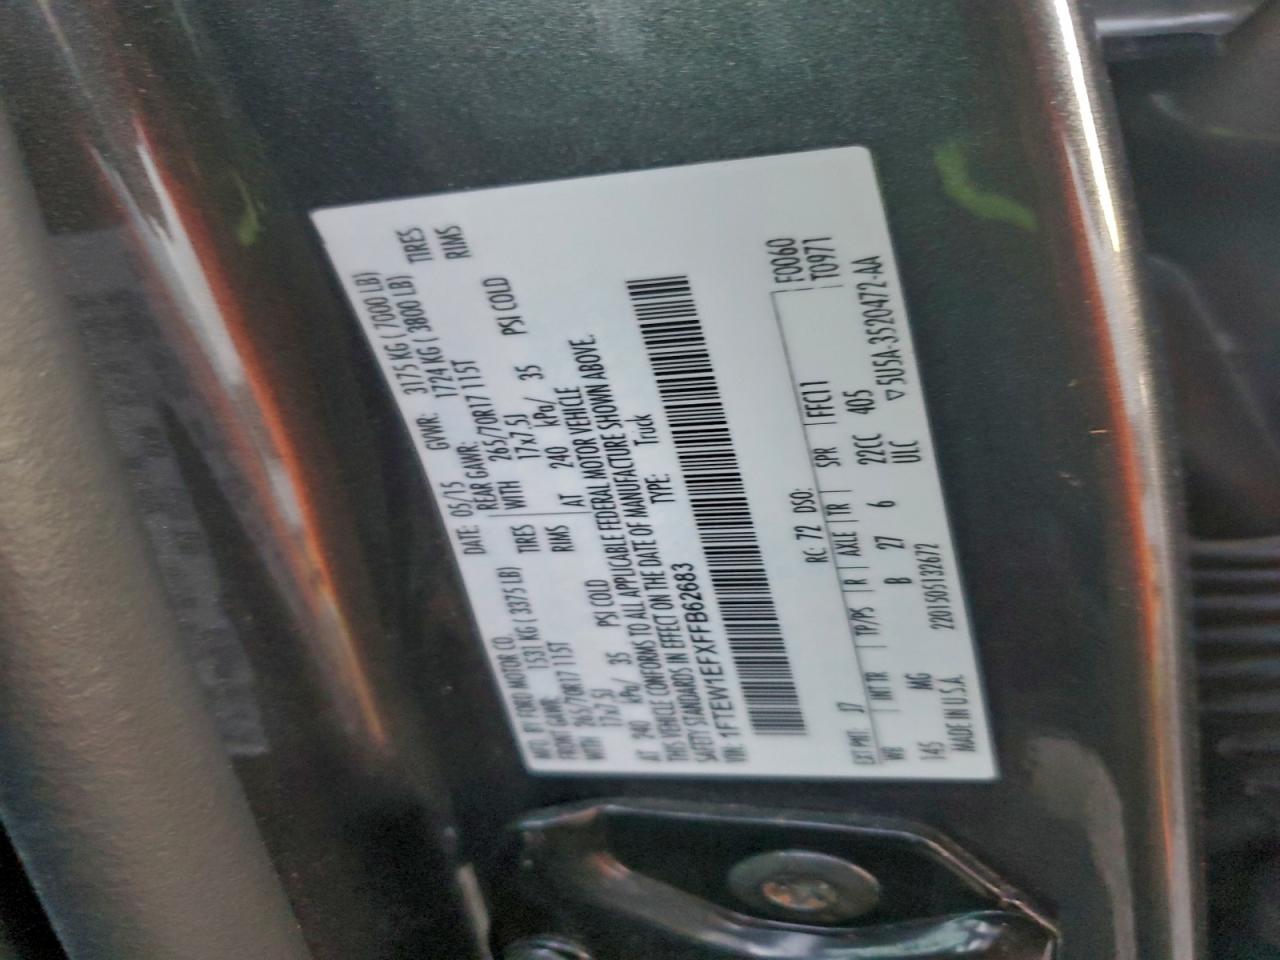 MFD. BY FORD MOTOR CO.
DATE: 05/15 GVWR: 3175 KG ( 7000 LB)
FRONT GAWR: 1531 KG ( 3375 LB) REAR GAWR: 1724 KG ( 3800 LB)
265/70R17 115T TIRES WITH 265/70R17 115T TIRES
WITH 17x7.5J RIMS 17x7.5J RIMS
AT 240 kPa/ 35 PSI COLD AT 240 kPa/ 35 PSI COLD
THIS VEHICLE CONFORMS TO ALL APPLICABLE FEDERAL MOTOR VEHICLE
SAFETY STANDARDS IN EFFECT ON THE DATE OF MANUFACTURE SHOWN ABOVE.
VIN: 1FTEW1EFXFFB62683 TYPE: Truck
F0060
T0971
RC: 72 DSO:
EXT PNT: J7
WB INT TR TP/PS R AXLE TR SPR FFC11
145 MG B 27 6 22CC 405
MADE IN U.S.A. 220150513267? UCC ▽5U5A-3520472-AA